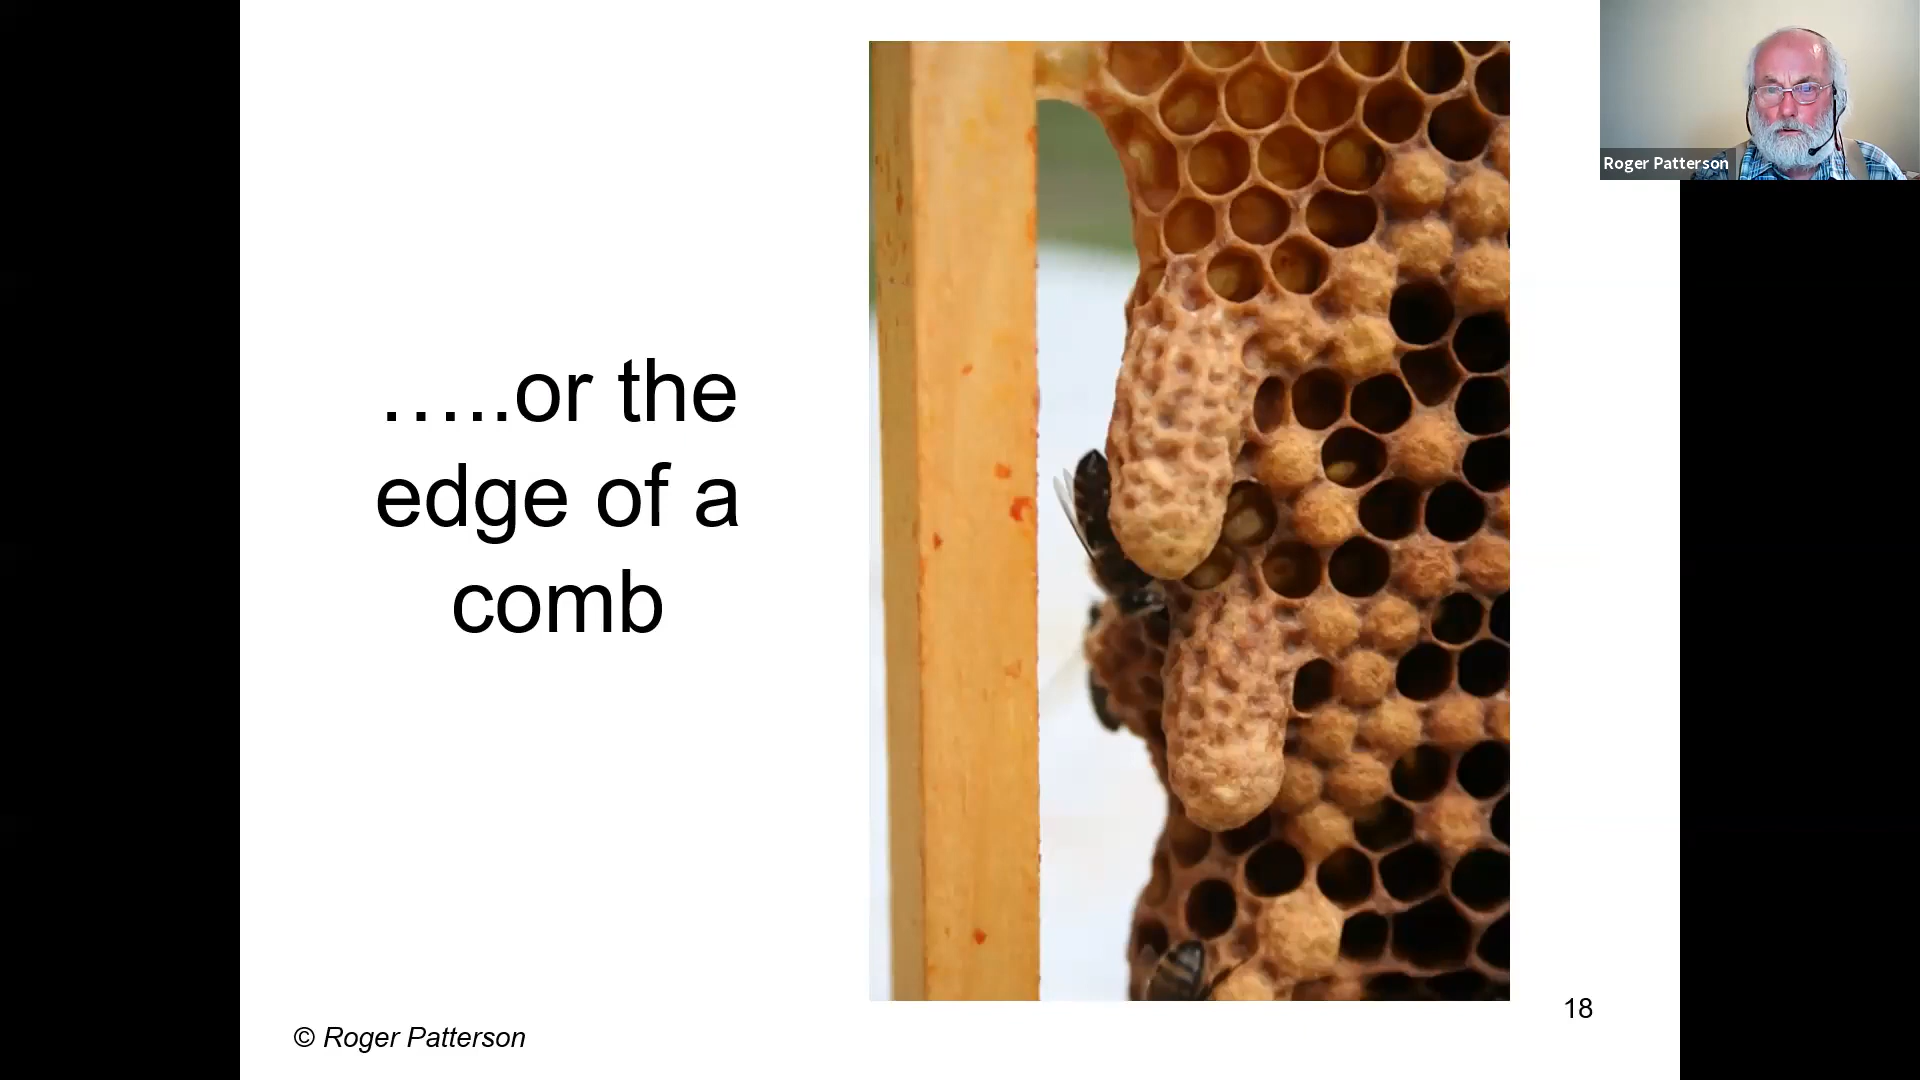 …..or the
edge of a
comb
Roger Patterson
18
© Roger Patterson